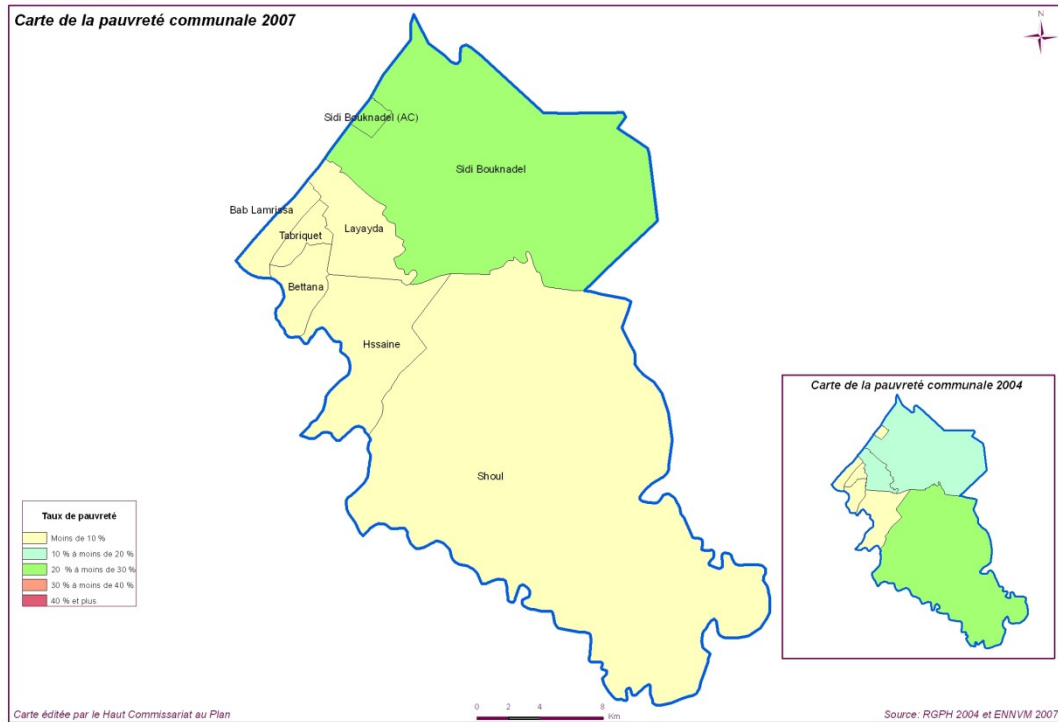 Carte de la pauvreté communale 2007
N
Sidi Bouknadel (AC)
Sidi Bouknadel
Bab Lamrissa
Tabriquet
Layayda
Bettana
Hssaine
Shoul
Carte de la pauvreté communale 2004
Taux de pauvreté
Moins de 10 %
10 % à moins de 20 %
20 % à moins de 30 %
30 % à moins de 40 %
40 % et plus
0 2 4 8
Km
Carte éditée par le Haut Commissariat au Plan
Source: RGPH 2004 et ENNVM 2007